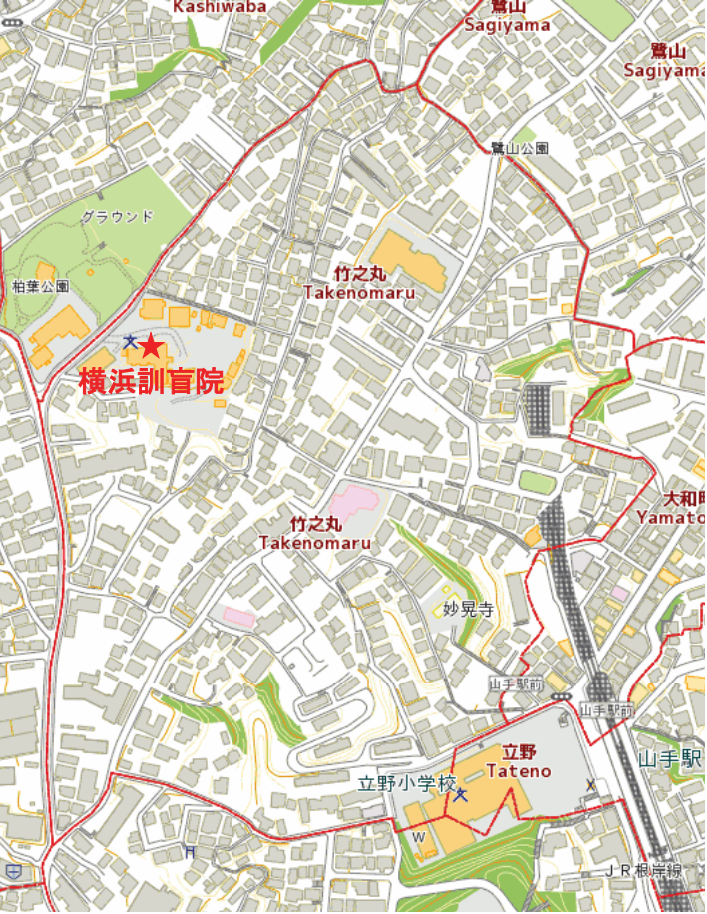 Kashiwaba
鷺山
Sagiyama
鷺山
Sagiyama
鷺山公園
グラウンド
竹之丸
Takenomaru
柏葉公園
横浜訓盲院
竹之丸
Takenomaru
大和町
Yamato
妙晃寺
山手駅前
山手駅前
立野
Tateno
山手駅
立野小学校
X
W
H
JR根岸線